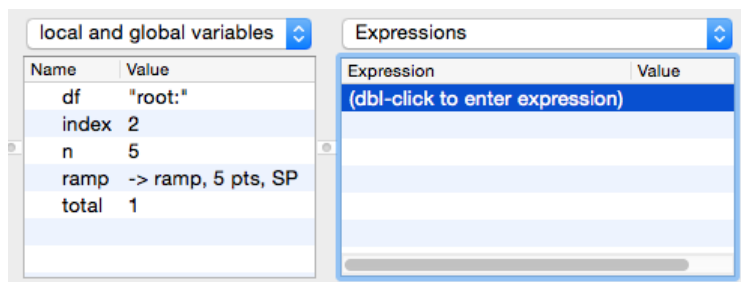 local and global variables
Name Value
df "root:"
index 2
n 5
ramp -> ramp, 5 pts, SP
total 1
Expressions
Expression Value
(dbl-click to enter expression)